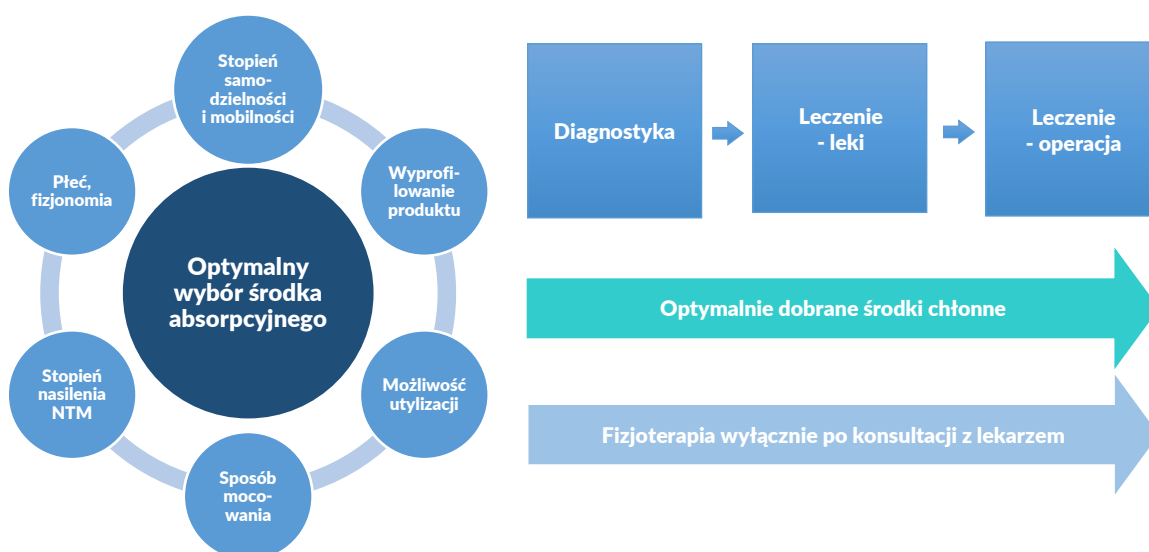 Stopień
samo-
dzielności
i mobilności
Płeć,
fizjonomia
Wyprofi-
lowanie
produktu
Optymalny
wybór środka
absorpcyjnego
Stopień
nasilenia
NTM
Możliwość
utylizacji
Sposób
moco-
wania
Diagnostyka
Leczenie
- leki
Leczenie
- operacja
Optymalnie dobrane środki chłonne
Fizjoterapia wyłącznie po konsultacji z lekarzem